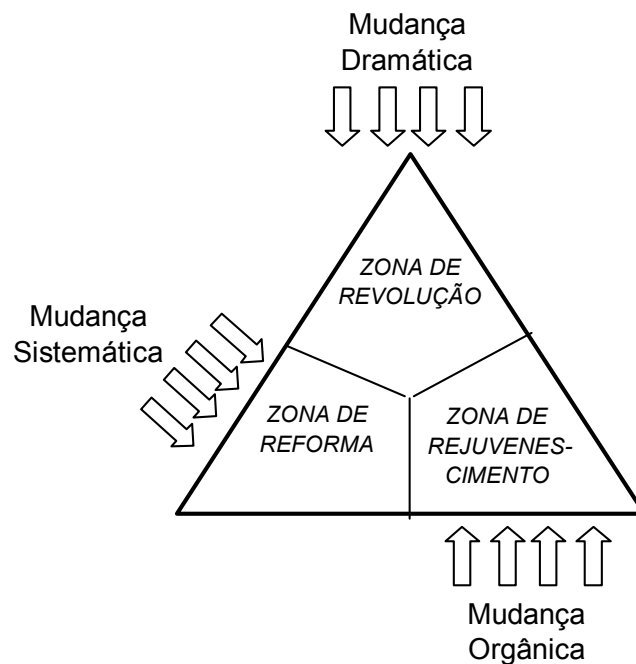 Mudança
Dramática
ZONA DE
REVOLUÇÃO
Mudança
Sistemática
ZONA DE
REFORMA
ZONA DE
REJUVENES-
CIMENTO
Mudança
Orgânica